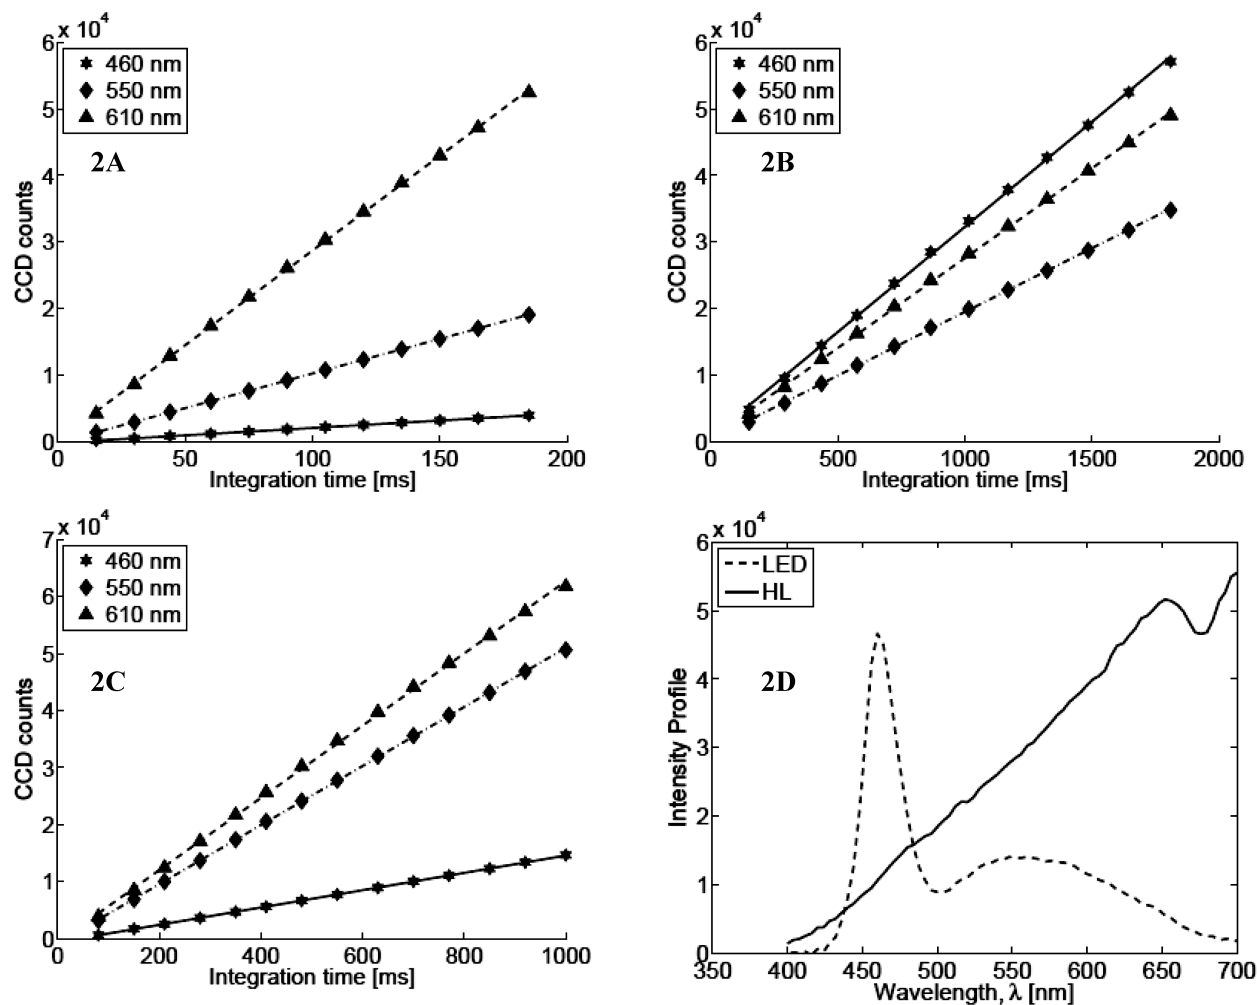 x 10^4
6
5
4
3
2
1
0
460 nm
550 nm
610 nm
2A
CCD counts
0 50 100 150 200
Integration time [ms]
x 10^4
6
5
4
3
2
1
0
460 nm
550 nm
610 nm
2B
CCD counts
0 500 1000 1500 2000
Integration time [ms]
x 10^4
7
6
5
4
3
2
1
0
460 nm
550 nm
610 nm
2C
CCD counts
0 200 400 600 800 1000
Integration time [ms]
x 10^4
6
5
4
3
2
1
0
LED
HL
2D
Intensity Profile
350 400 450 500 550 600 650 700
Wavelength, λ [nm]